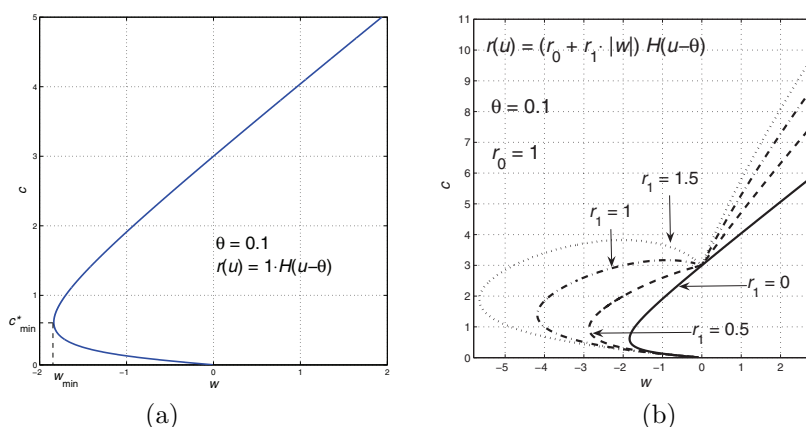 5
4
3
2
1
0
c
c*min
θ = 0.1
r(u) = 1·H(u−θ)
−2
−1
0
1
2
wmin
w
(a)
11
10
9
8
7
6
5
4
3
2
1
0
c
r(u) = (r0 + r1· |w|) H(u−θ)
θ = 0.1
r0 = 1
r1 = 1.5
r1 = 1
r1 = 0
r1 = 0.5
−5
−4
−3
−2
−1
0
1
2
w
(b)